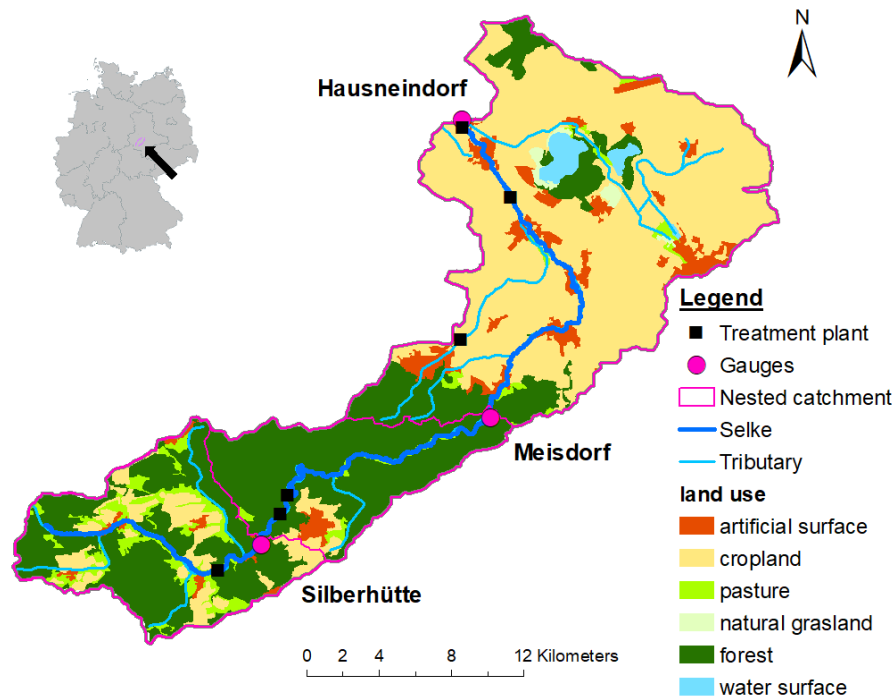 N
Hausneindorf
Meisdorf
Silberhütte
Legend
Treatment plant
Gauges
Nested catchment
Selke
Tributary
land use
artificial surface
cropland
pasture
natural grasland
forest
water surface
0 2 4 8 12 Kilometers